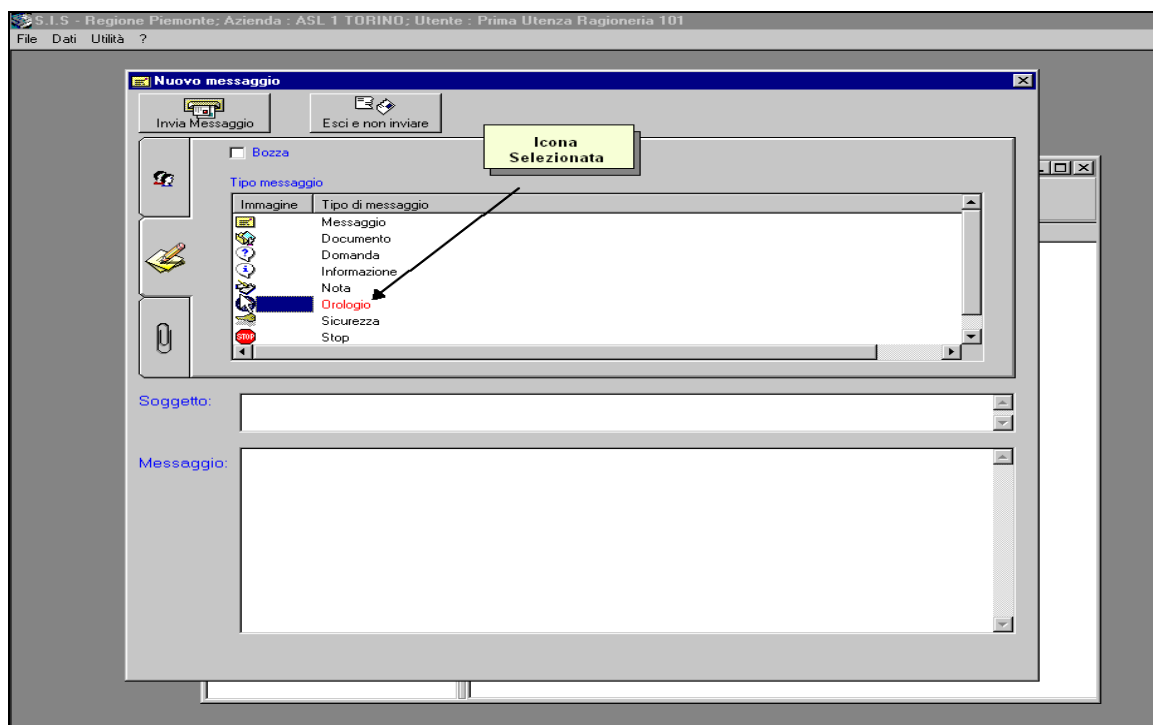 S.I.S - Regione Piemonte; Azienda : ASL 1 TORINO; Utente : Prima Utenza Ragioneria 101
File Dati Utilità ?
Nuovo messaggio
Invia Messaggio Esci e non inviare
Icona
Selezionata
Bozza
Tipo messaggio
Immagine Tipo di messaggio
Messaggio
Documento
Domanda
Informazione
Nota
Orologio
Sicurezza
STOP Stop
Soggetto:
Messaggio: